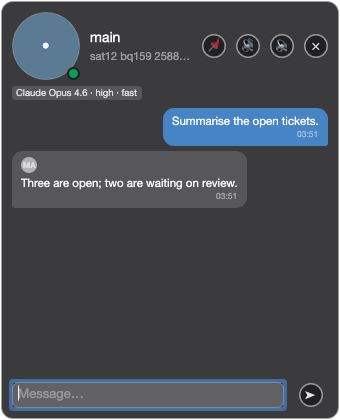 main
sat12 bq159 2588…
Claude Opus 4.6 · high · fast
Summarise the open tickets.
03:51
MA
Three are open; two are waiting on review.
03:51
Message…